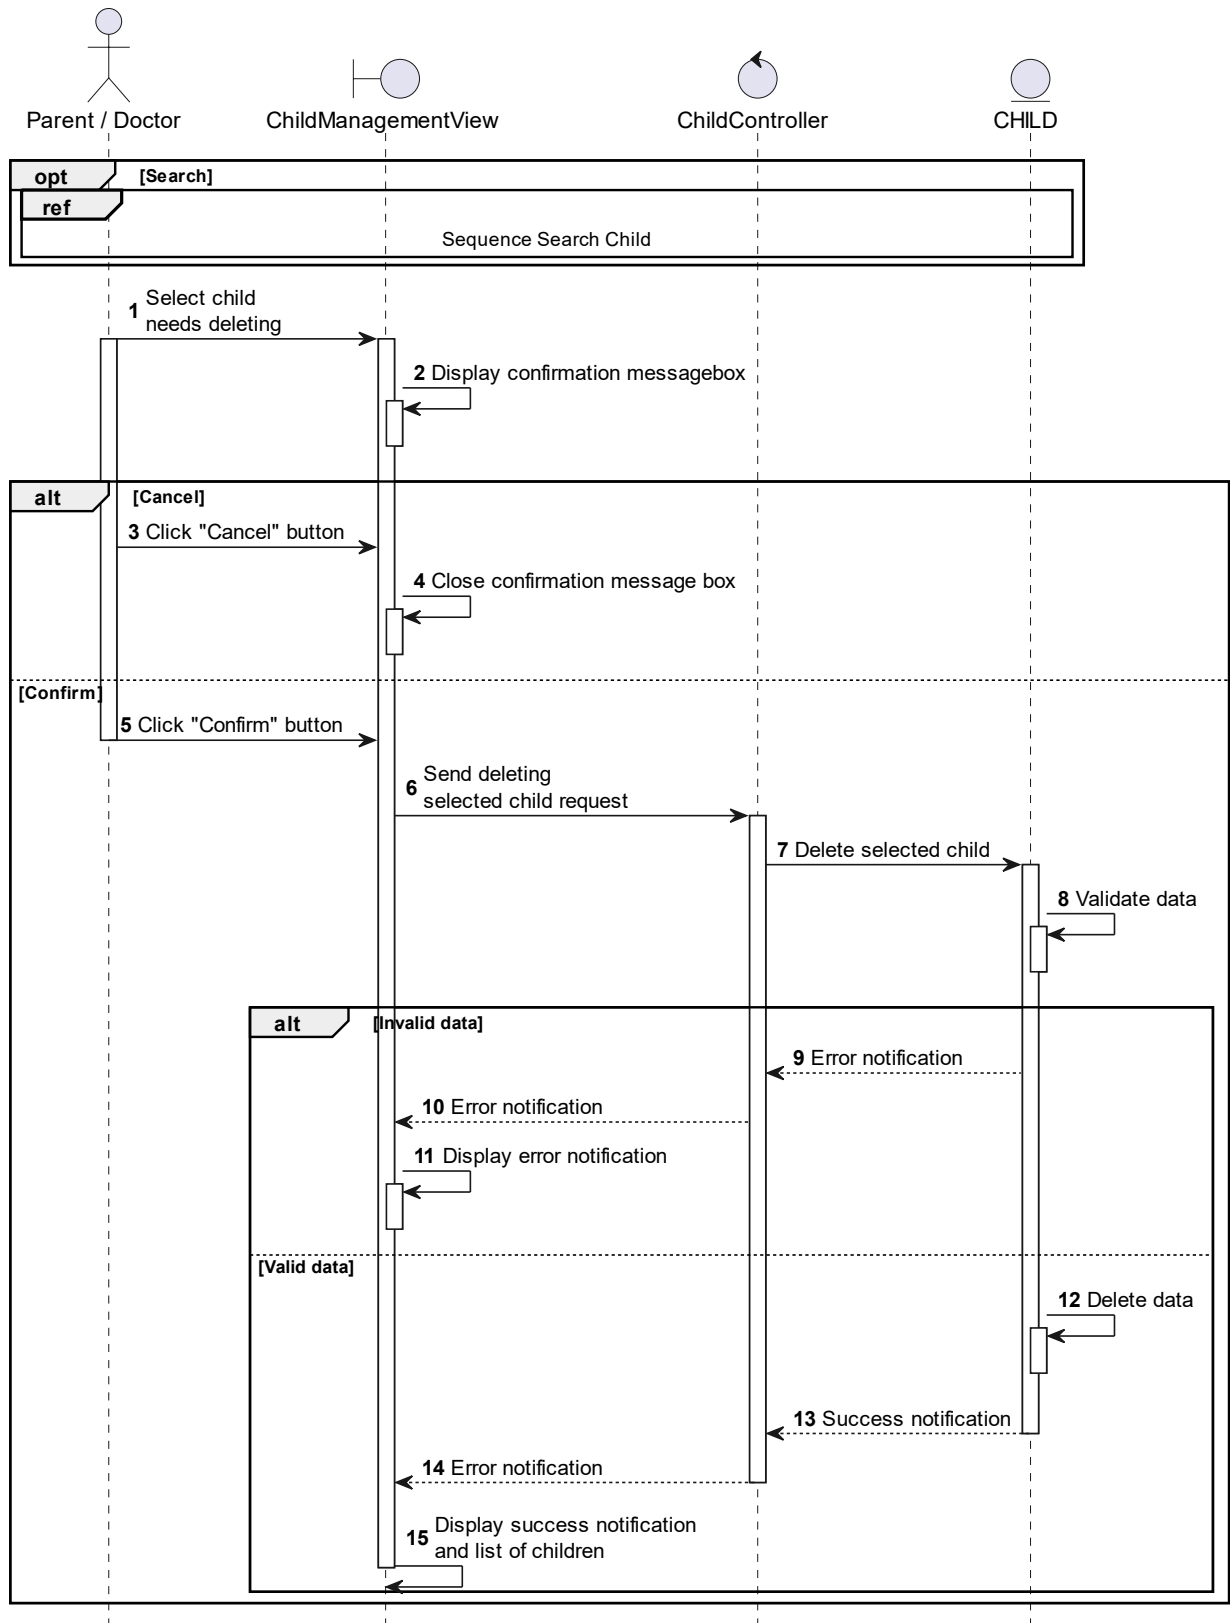 Parent / Doctor
ChildManagementView
ChildController
CHILD
opt
[Search]
ref
Sequence Search Child
1 Select child
needs deleting
2 Display confirmation messagebox
alt
[Cancel]
3 Click "Cancel" button
4 Close confirmation message box
[Confirm]
5 Click "Confirm" button
6 Send deleting
selected child request
7 Delete selected child
8 Validate data
alt
[Invalid data]
9 Error notification
10 Error notification
11 Display error notification
[Valid data]
12 Delete data
13 Success notification
14 Error notification
15 Display success notification
and list of children